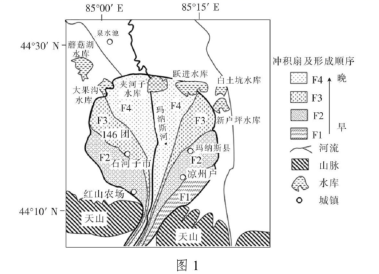 85°00′ E
85°15′ E
44°30′ N
44°10′ N
泉水池
蘑菇湖
水库
大泉沟
水库
夹河子
水库
跃进水库
白土坑水库
新户坪水库
玛
纳
斯
河
F4
F4
F3
F3
146 团
F2
石河子市
玛纳斯县
F2
凉州户
红山农场
F1
天山
天山
冲积扇及形成顺序
F4 晚
F3
F2
F1 早
河流
山脉
水库
城镇
图 1